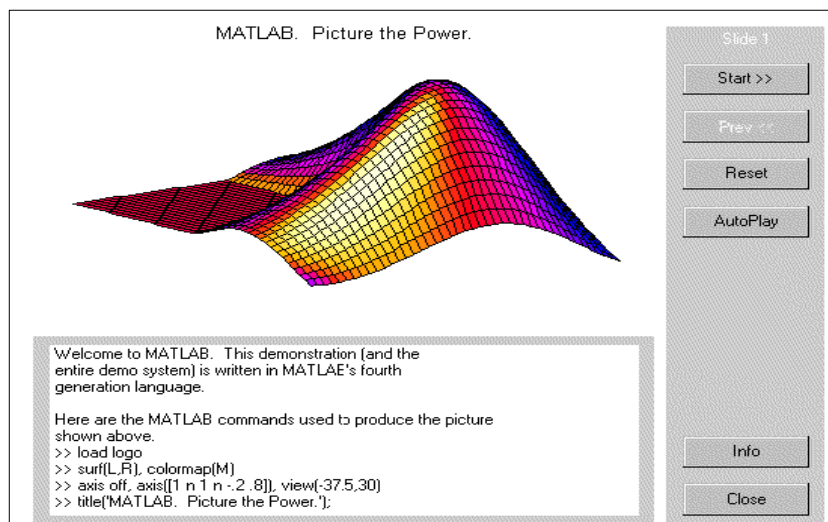 MATLAB.  Picture the Power.
Slide 1
Start >>
Prev <<
Reset
AutoPlay
Welcome to MATLAB.  This demonstration (and the
entire demo system) is written in MATLAE's fourth
generation language.
Here are the MATLAB commands used to produce the picture
shown above.
>> load logo
>> surf(L,R), colormap(M)
>> axis off, axis([1 n 1 n -.2 .8]), view(-37.5,30)
>> title('MATLAB.  Picture the Power.');
Info
Close